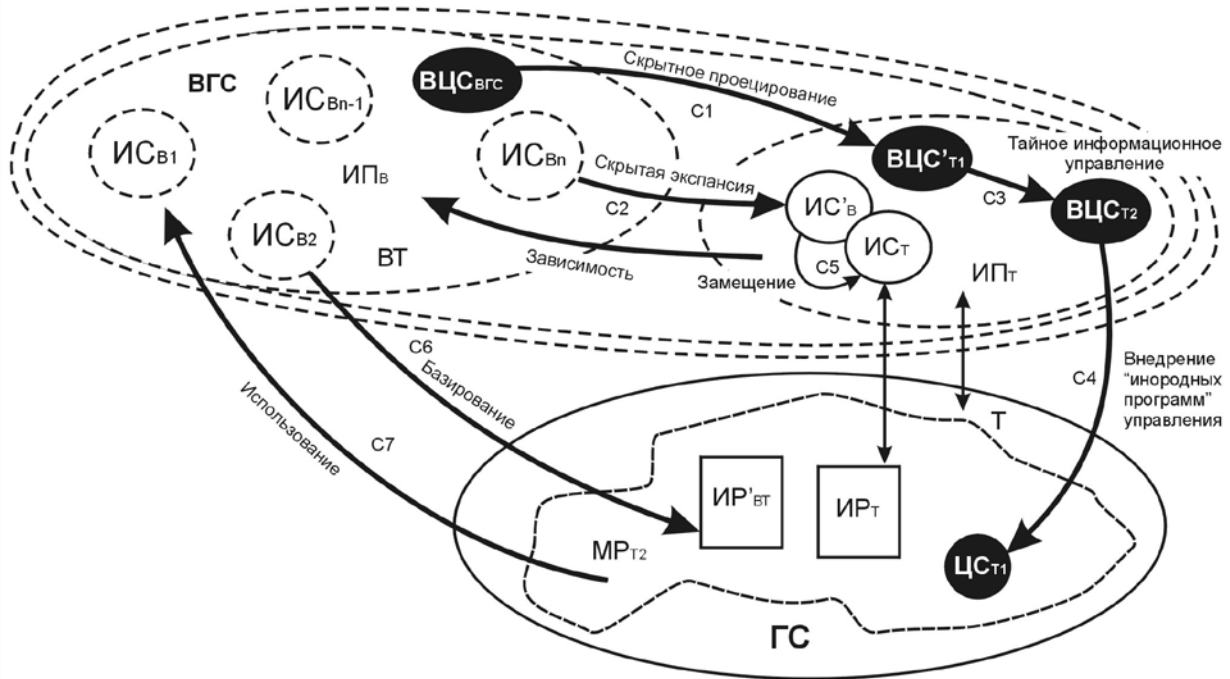 ВГС
ИСВn-1
ВЦСВГС
Скрытное проецирование
С1
ИСВ1
ИСВn
ВЦС’Т1
Тайное информационное
управление
ИПВ
Скрытая экспансия
С2
С3
ИС’В
ВЦСТ2
ИСВ2
ИСТ
ВТ
Зависимость
С5
Замещение
ИПТ
С6
Базирование
Использование
С7
С4
Внедрение
“инородных
программ”
управления
Т
ИР’ВТ
ИРТ
МРТ2
ЦСТ1
ГС